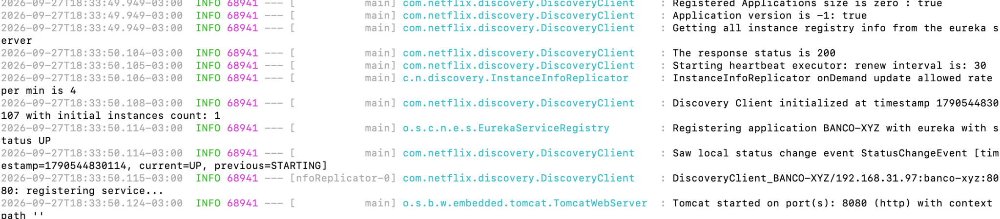 2026-09-27T18:33:49.949-03:00  INFO 68941 --- [           main] com.netflix.discovery.DiscoveryClient    : Registered Applications size is zero : true
2026-09-27T18:33:49.949-03:00  INFO 68941 --- [           main] com.netflix.discovery.DiscoveryClient    : Application version is -1: true
2026-09-27T18:33:49.949-03:00  INFO 68941 --- [           main] com.netflix.discovery.DiscoveryClient    : Getting all instance registry info from the eureka s
erver
2026-09-27T18:33:50.104-03:00  INFO 68941 --- [           main] com.netflix.discovery.DiscoveryClient    : The response status is 200
2026-09-27T18:33:50.105-03:00  INFO 68941 --- [           main] com.netflix.discovery.DiscoveryClient    : Starting heartbeat executor: renew interval is: 30
2026-09-27T18:33:50.106-03:00  INFO 68941 --- [           main] c.n.discovery.InstanceInfoReplicator     : InstanceInfoReplicator onDemand update allowed rate
per min is 4
2026-09-27T18:33:50.108-03:00  INFO 68941 --- [           main] com.netflix.discovery.DiscoveryClient    : Discovery Client initialized at timestamp 1790544830
107 with initial instances count: 1
2026-09-27T18:33:50.114-03:00  INFO 68941 --- [           main] o.s.c.n.e.s.EurekaServiceRegistry        : Registering application BANCO-XYZ with eureka with s
tatus UP
2026-09-27T18:33:50.114-03:00  INFO 68941 --- [           main] com.netflix.discovery.DiscoveryClient    : Saw local status change event StatusChangeEvent [tim
estamp=1790544830114, current=UP, previous=STARTING]
2026-09-27T18:33:50.115-03:00  INFO 68941 --- [nfoReplicator-0] com.netflix.discovery.DiscoveryClient    : DiscoveryClient_BANCO-XYZ/192.168.31.97:banco-xyz:80
80: registering service...
2026-09-27T18:33:50.124-03:00  INFO 68941 --- [           main] o.s.b.w.embedded.tomcat.TomcatWebServer  : Tomcat started on port(s): 8080 (http) with context
path ''